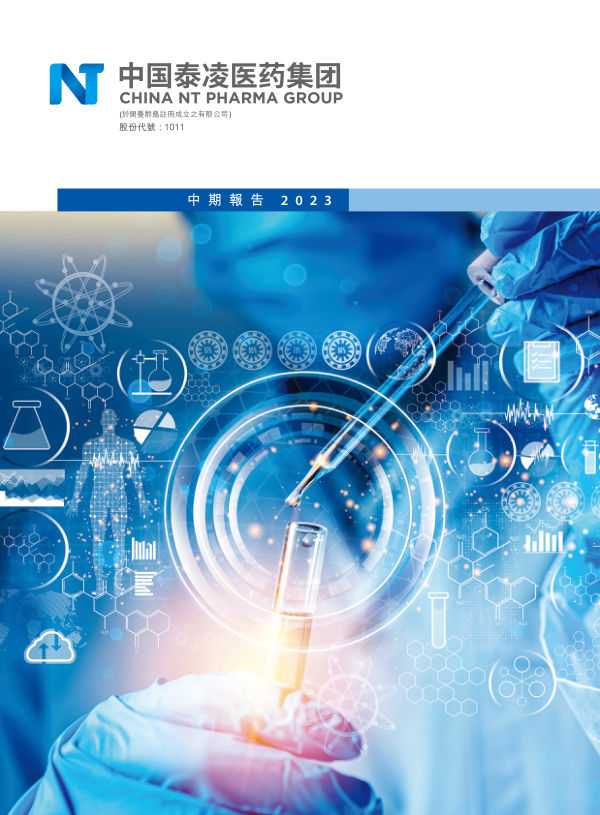 NT
中国泰凌医药集团
CHINA NT PHARMA GROUP
(於開曼群島註冊成立之有限公司)
股份代號：1011
中期報告 2023